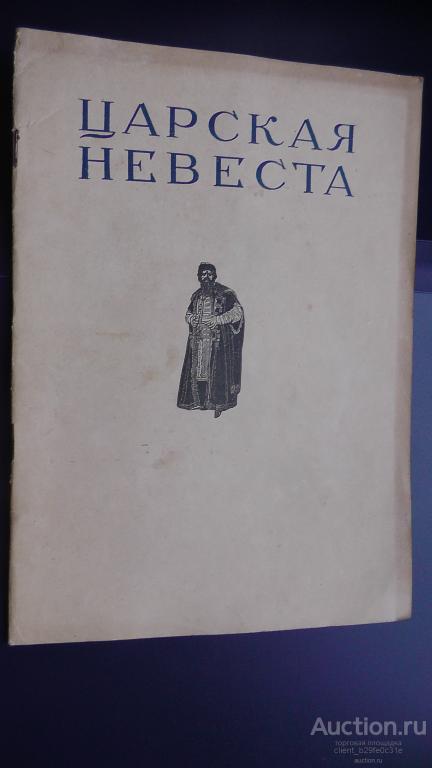 ЦАРСКАЯ
НЕВЕСТА
Auction.ru
торговая площадка
client_b29fe0c31e
auction.ru